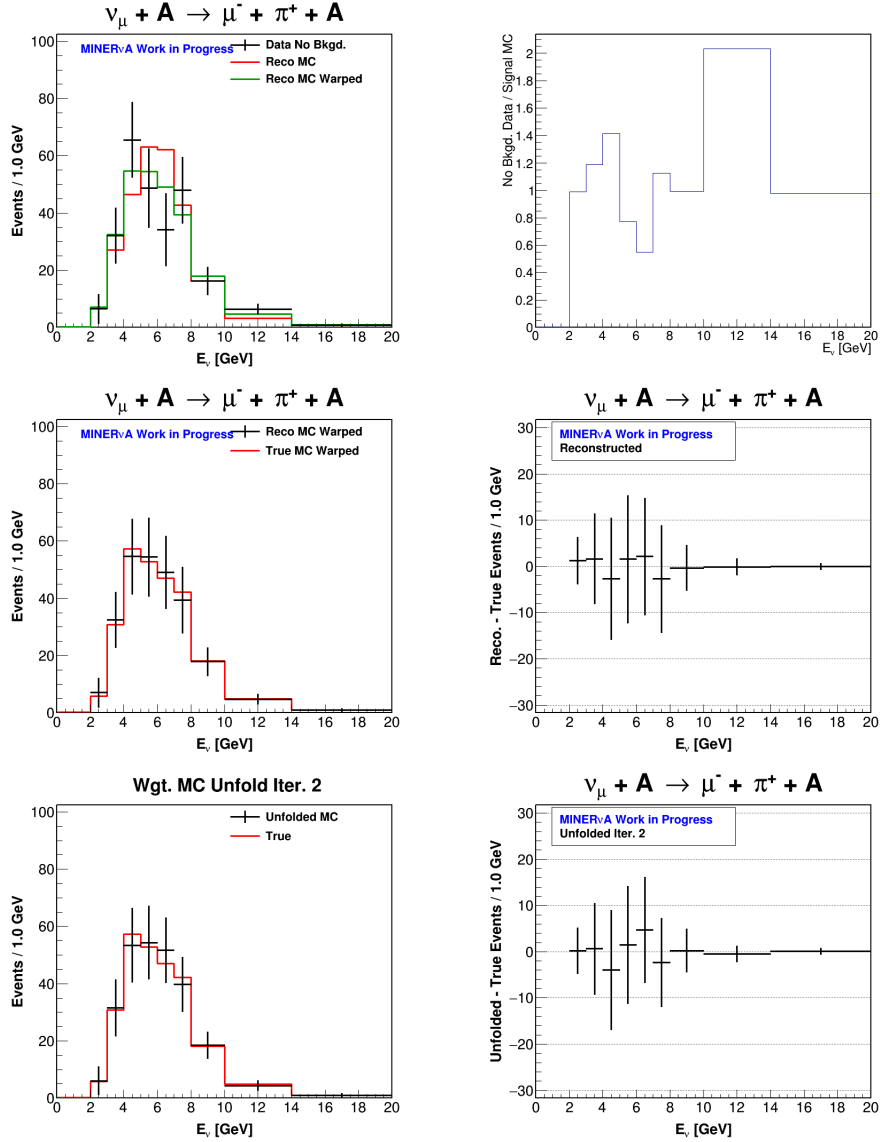 ν_μ + A → μ⁻ + π⁺ + A
MINERνA Work in Progress
Data No Bkgd.
Reco MC
Reco MC Warped
Events / 1.0 GeV
100
80
60
40
20
0
0 2 4 6 8 10 12 14 16 18 20
E_ν [GeV]
No Bkgd. Data / Signal MC
2
1.8
1.6
1.4
1.2
1
0.8
0.6
0.4
0.2
0
0 2 4 6 8 10 12 14 16 18 20
E_ν [GeV]
ν_μ + A → μ⁻ + π⁺ + A
MINERνA Work in Progress
Reco MC Warped
True MC Warped
Events / 1.0 GeV
100
80
60
40
20
0
0 2 4 6 8 10 12 14 16 18 20
E_ν [GeV]
ν_μ + A → μ⁻ + π⁺ + A
MINERνA Work in Progress
Reconstructed
Reco. - True Events / 1.0 GeV
30
20
10
0
−10
−20
−30
0 2 4 6 8 10 12 14 16 18 20
E_ν [GeV]
Wgt. MC Unfold Iter. 2
Unfolded MC
True
Events / 1.0 GeV
100
80
60
40
20
0
0 2 4 6 8 10 12 14 16 18 20
E_ν [GeV]
ν_μ + A → μ⁻ + π⁺ + A
MINERνA Work in Progress
Unfolded Iter. 2
Unfolded - True Events / 1.0 GeV
30
20
10
0
−10
−20
−30
0 2 4 6 8 10 12 14 16 18 20
E_ν [GeV]